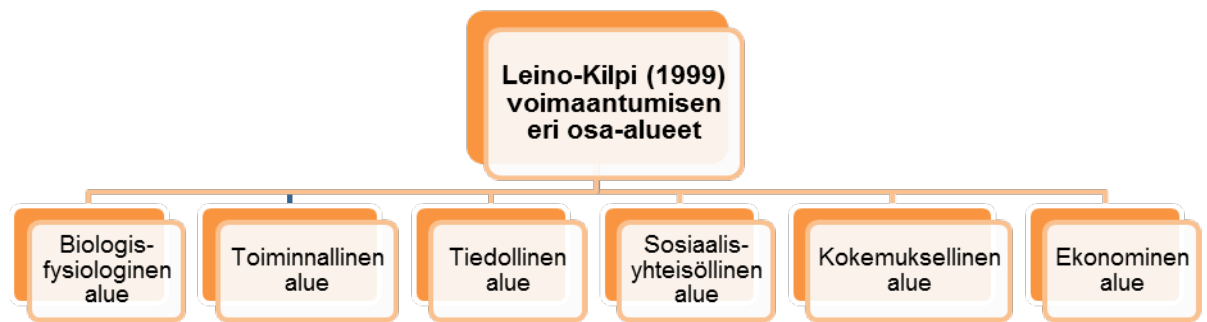 Leino-Kilpi (1999)
voimaantumisen
eri osa-alueet
Biologis-
fysiologinen
alue
Toiminnallinen
alue
Tiedollinen
alue
Sosiaalis-
yhteisöllinen
alue
Kokemuksellinen
alue
Ekonominen
alue